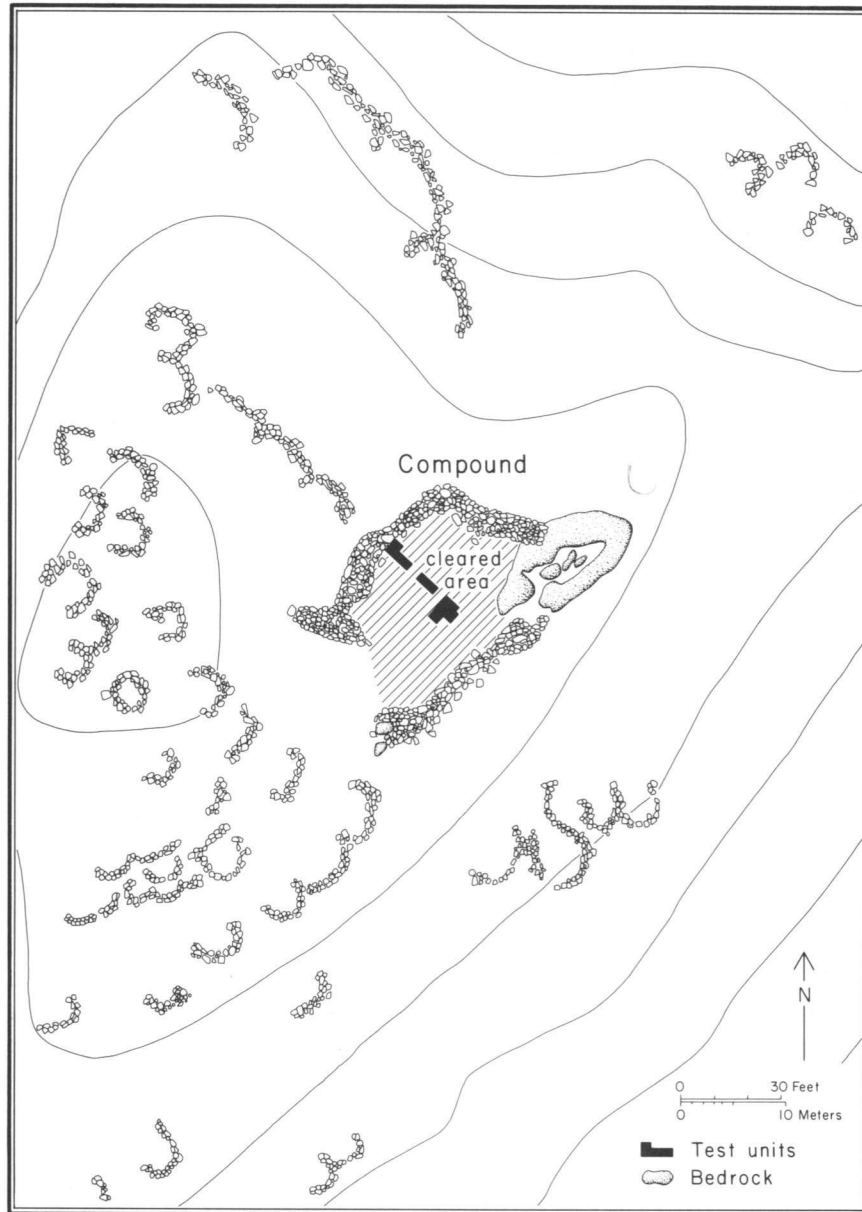 Compound
cleared
area
N
0 30 Feet
0 10 Meters
Test units
Bedrock